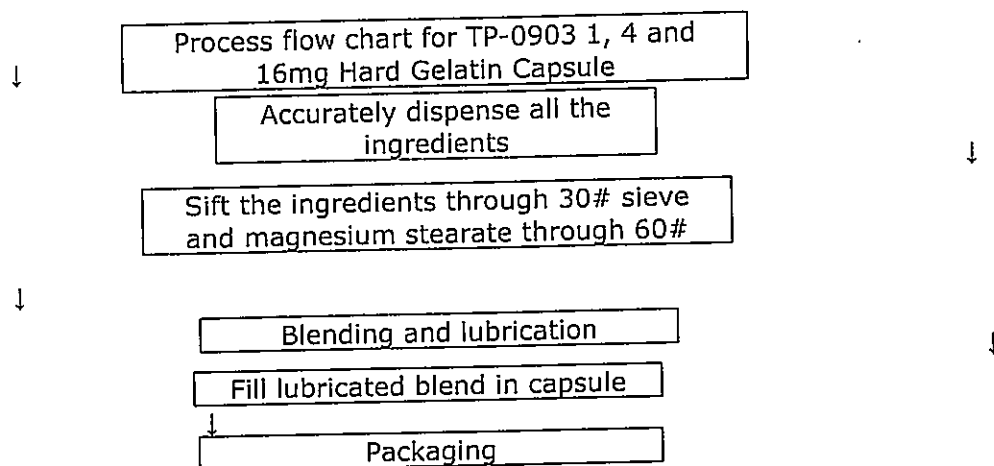 Process flow chart for TP-0903 1, 4 and
16mg Hard Gelatin Capsule
↓
Accurately dispense all the
ingredients
↓
Sift the ingredients through 30# sieve
and magnesium stearate through 60#
↓
Blending and lubrication
↓
Fill lubricated blend in capsule
↓
Packaging